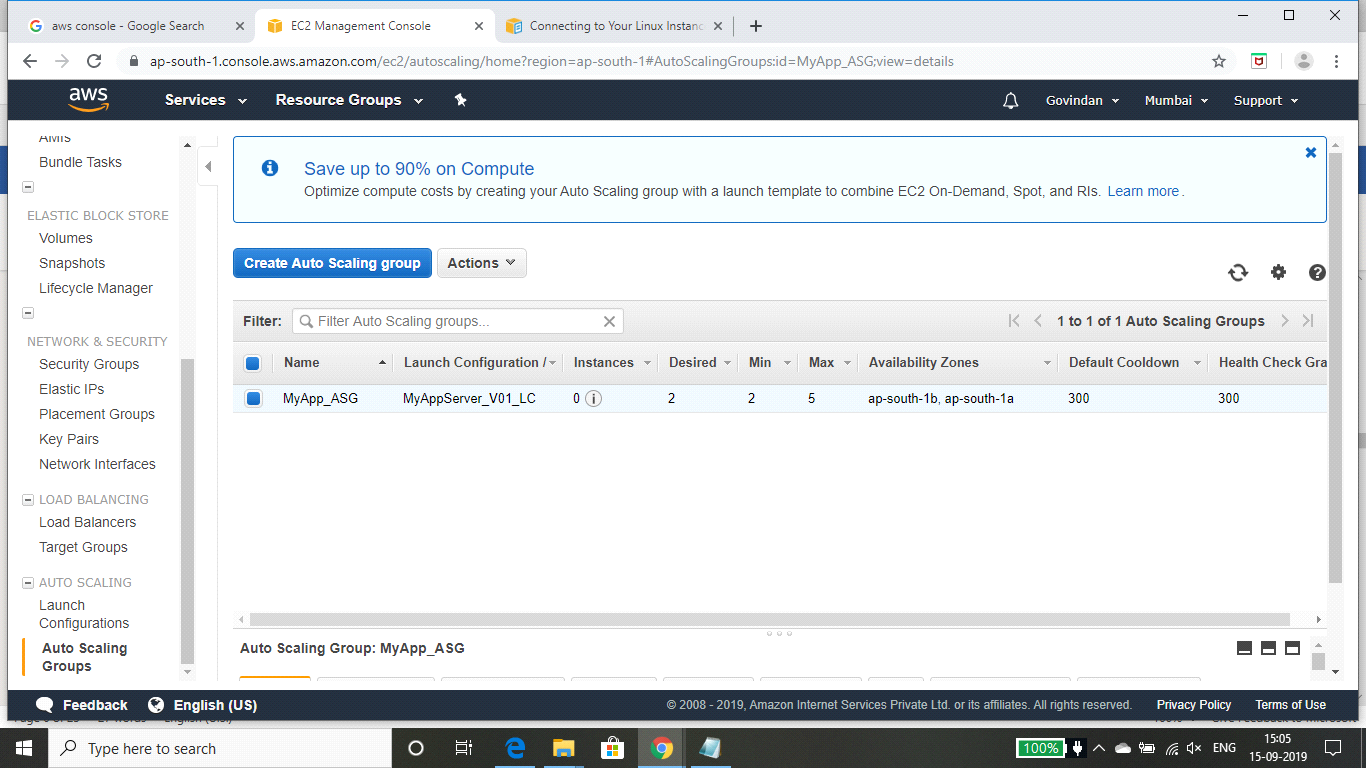 aws console - Google Search
EC2 Management Console
Connecting to Your Linux Instanc
ap-south-1.console.aws.amazon.com/ec2/autoscaling/home?region=ap-south-1#AutoScalingGroups:id=MyApp_ASG;view=details
aws
Services
Resource Groups
Govindan
Mumbai
Support
AMIs
Bundle Tasks
ELASTIC BLOCK STORE
Volumes
Snapshots
Lifecycle Manager
NETWORK & SECURITY
Security Groups
Elastic IPs
Placement Groups
Key Pairs
Network Interfaces
LOAD BALANCING
Load Balancers
Target Groups
AUTO SCALING
Launch
Configurations
Auto Scaling
Groups
Save up to 90% on Compute
Optimize compute costs by creating your Auto Scaling group with a launch template to combine EC2 On-Demand, Spot, and RIs. Learn more.
Create Auto Scaling group
Actions
Filter:
Filter Auto Scaling groups...
1 to 1 of 1 Auto Scaling Groups
Name Launch Configuration / Instances Desired Min Max Availability Zones Default Cooldown Health Check Gra
MyApp_ASG MyAppServer_V01_LC 0 2 2 5 ap-south-1b, ap-south-1a 300 300
Auto Scaling Group: MyApp_ASG
Feedback
English (US)
© 2008 - 2019, Amazon Internet Services Private Ltd. or its affiliates. All rights reserved.
Privacy Policy
Terms of Use
Type here to search
100%
ENG
15:05
15-09-2019